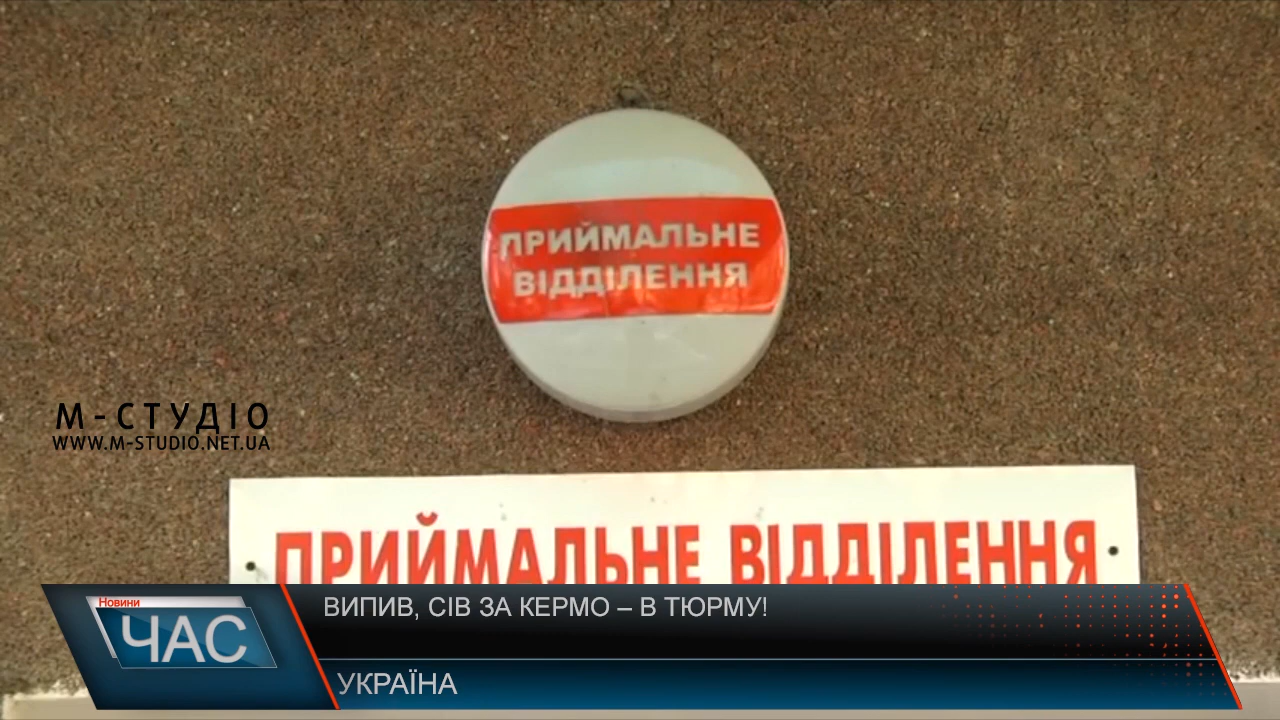 ПРИЙМАЛЬНЕ
ВІДДІЛЕННЯ
М-СТУДІО
WWW.M-STUDIO.NET.UA
ПРИЙМАЛЬНЕ ВІДДІЛЕННЯ
Новини
ЧАС
ВИПИВ, СІВ ЗА КЕРМО – В ТЮРМУ!
УКРАЇНА